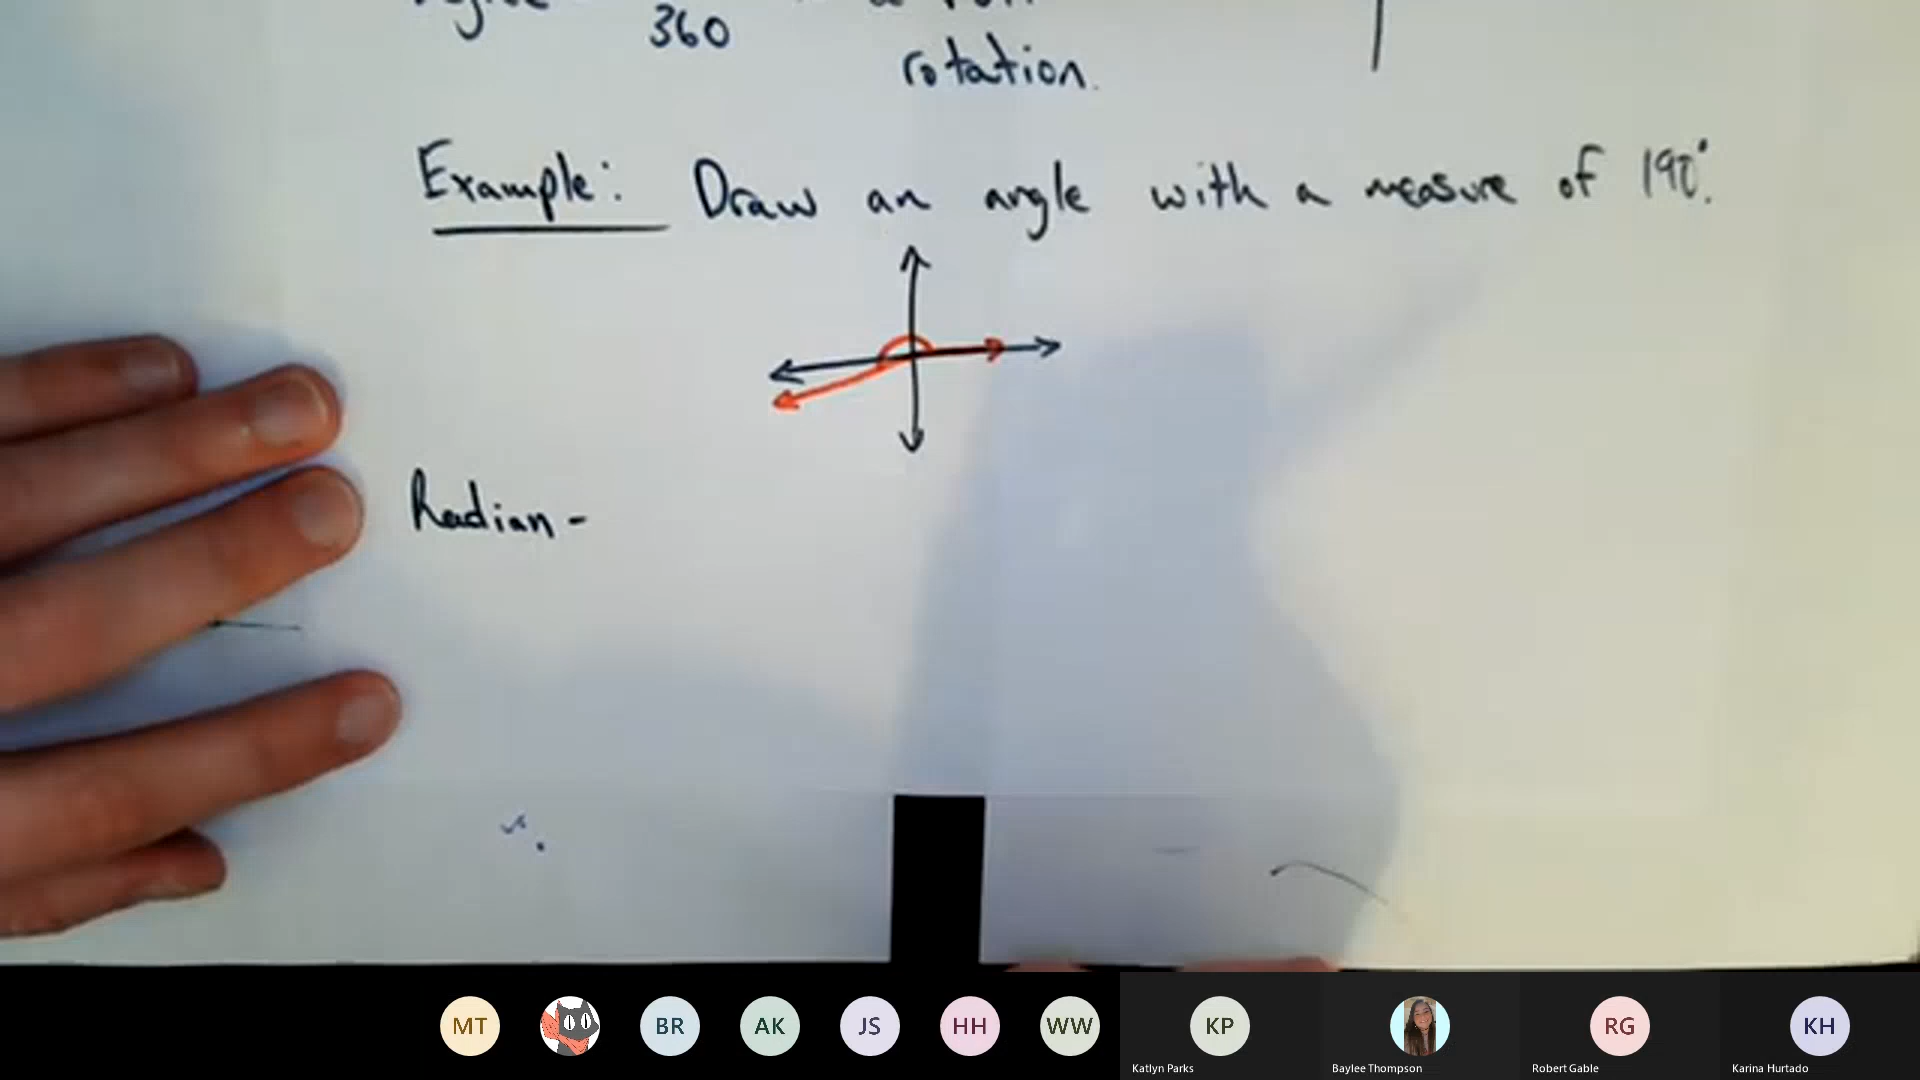 360
rotation.
Example: Draw an angle with a measure of 190°.
Radian -
MT
BR
AK
JS
HH
WW
KP
RG
KH
Katlyn Parks
Baylee Thompson
Robert Gable
Karina Hurtado